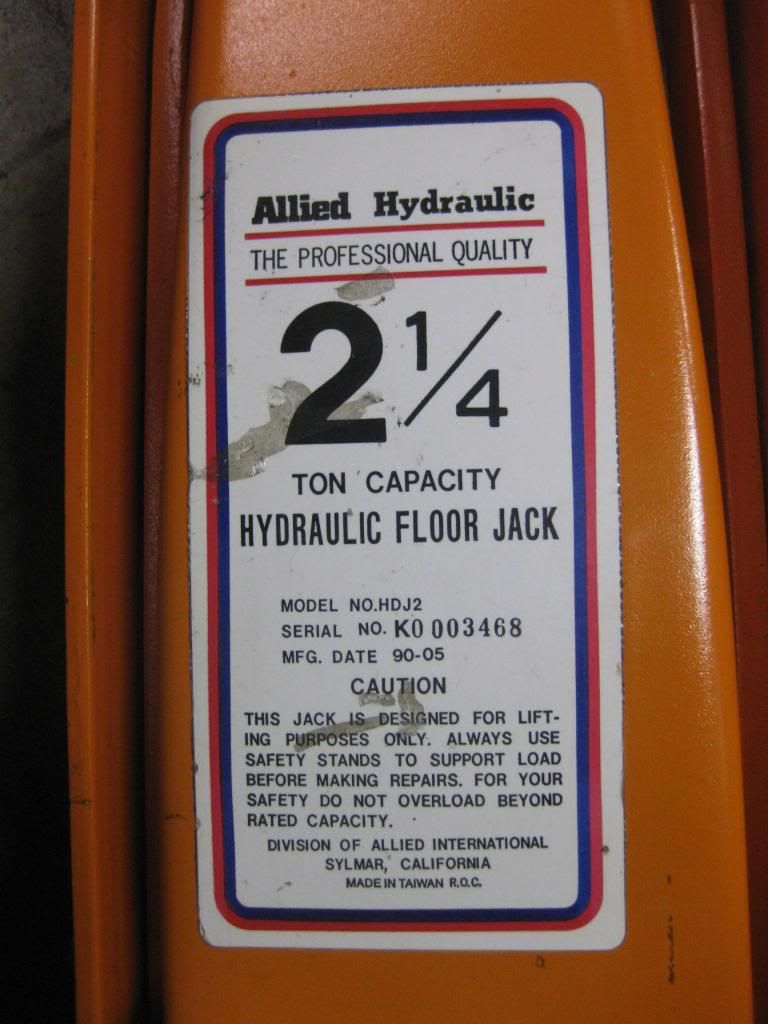 Allied Hydraulic
THE PROFESSIONAL QUALITY
2 1/4
TON CAPACITY
HYDRAULIC FLOOR JACK
MODEL NO.HDJ2
SERIAL NO. K0 003468
MFG. DATE 90-05
CAUTION
THIS JACK IS DESIGNED FOR LIFT-
ING PURPOSES ONLY. ALWAYS USE
SAFETY STANDS TO SUPPORT LOAD
BEFORE MAKING REPAIRS. FOR YOUR
SAFETY DO NOT OVERLOAD BEYOND
RATED CAPACITY.
DIVISION OF ALLIED INTERNATIONAL
SYLMAR, CALIFORNIA
MADE IN TAIWAN R.O.C.